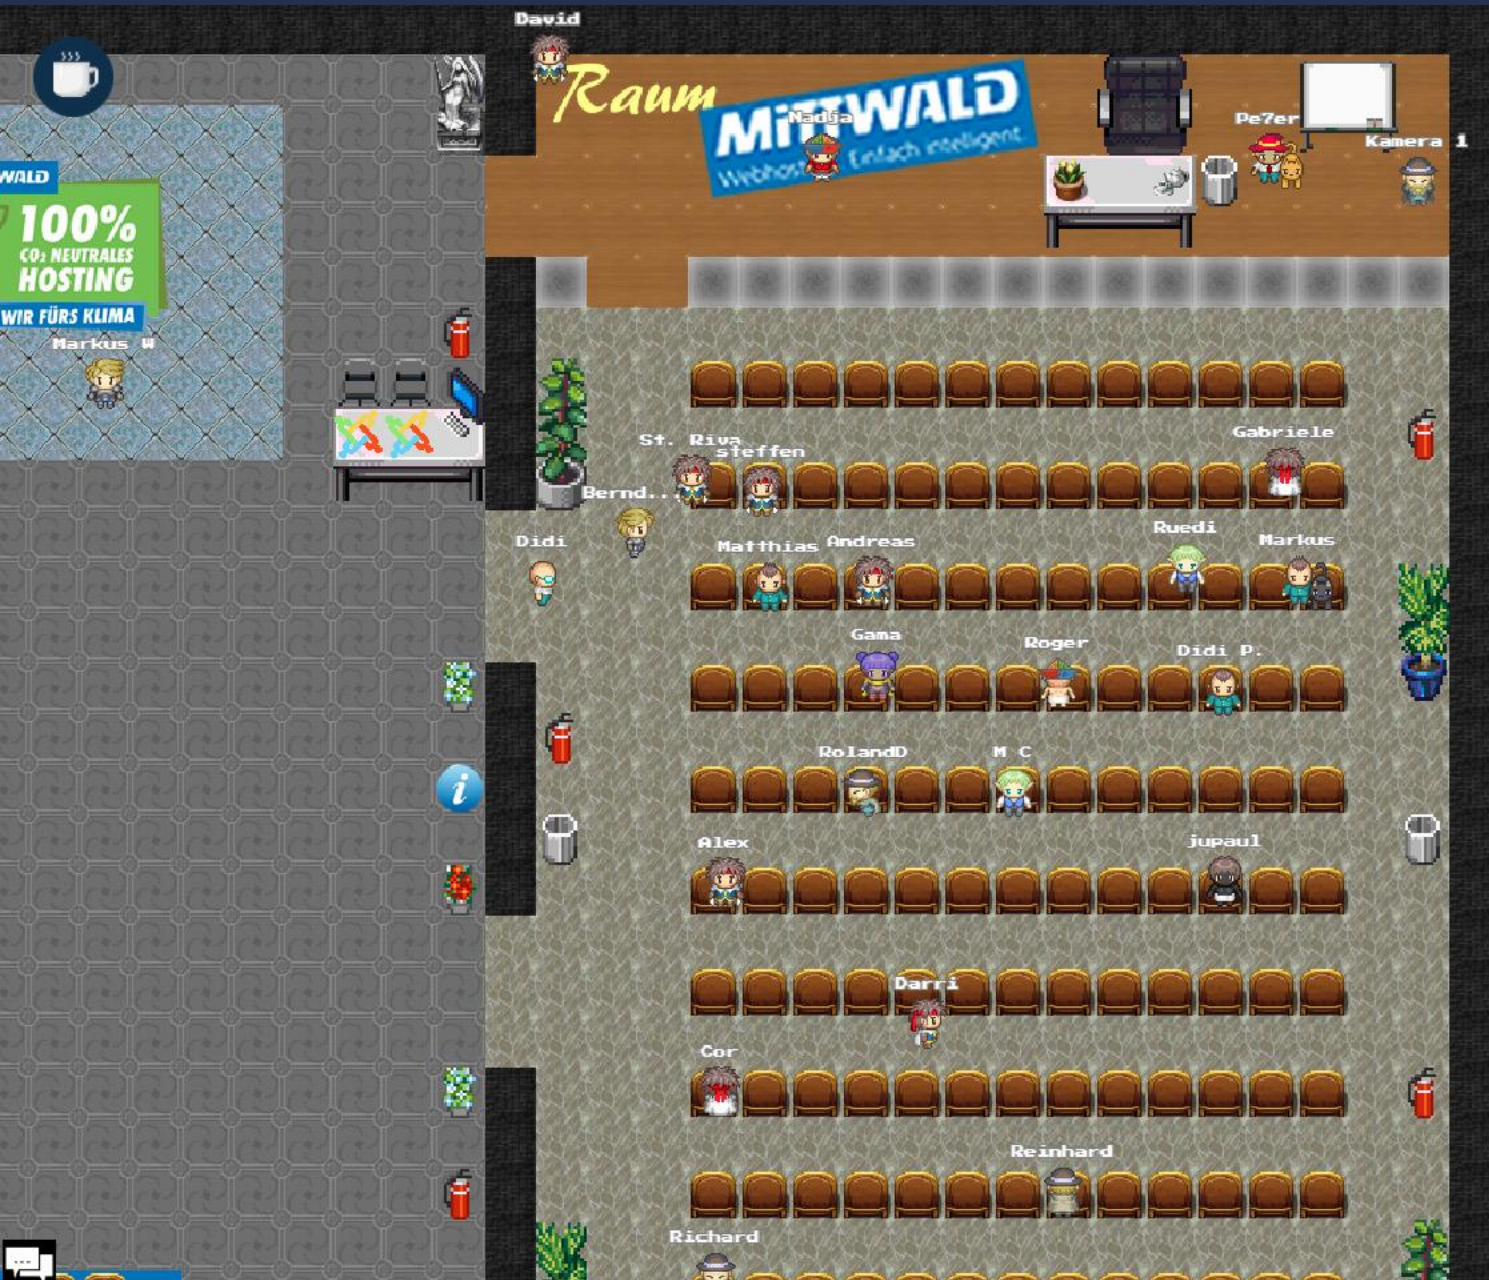 David
Raum
MITTWALD
Webhos
Einfach intelligent.
Nadja
Pe7er
Kamera 1
WALD
100%
CO₂ NEUTRALES
HOSTING
WIR FÜRS KLIMA
Markus W
St. Riva
steffen
Gabriele
Bernd...
Didi
Matthias
Andreas
Ruedi
Markus
Gama
Roger
Didi P.
RolandD
M C
i
Alex
jupaul
Darri
Cor
Reinhard
Richard